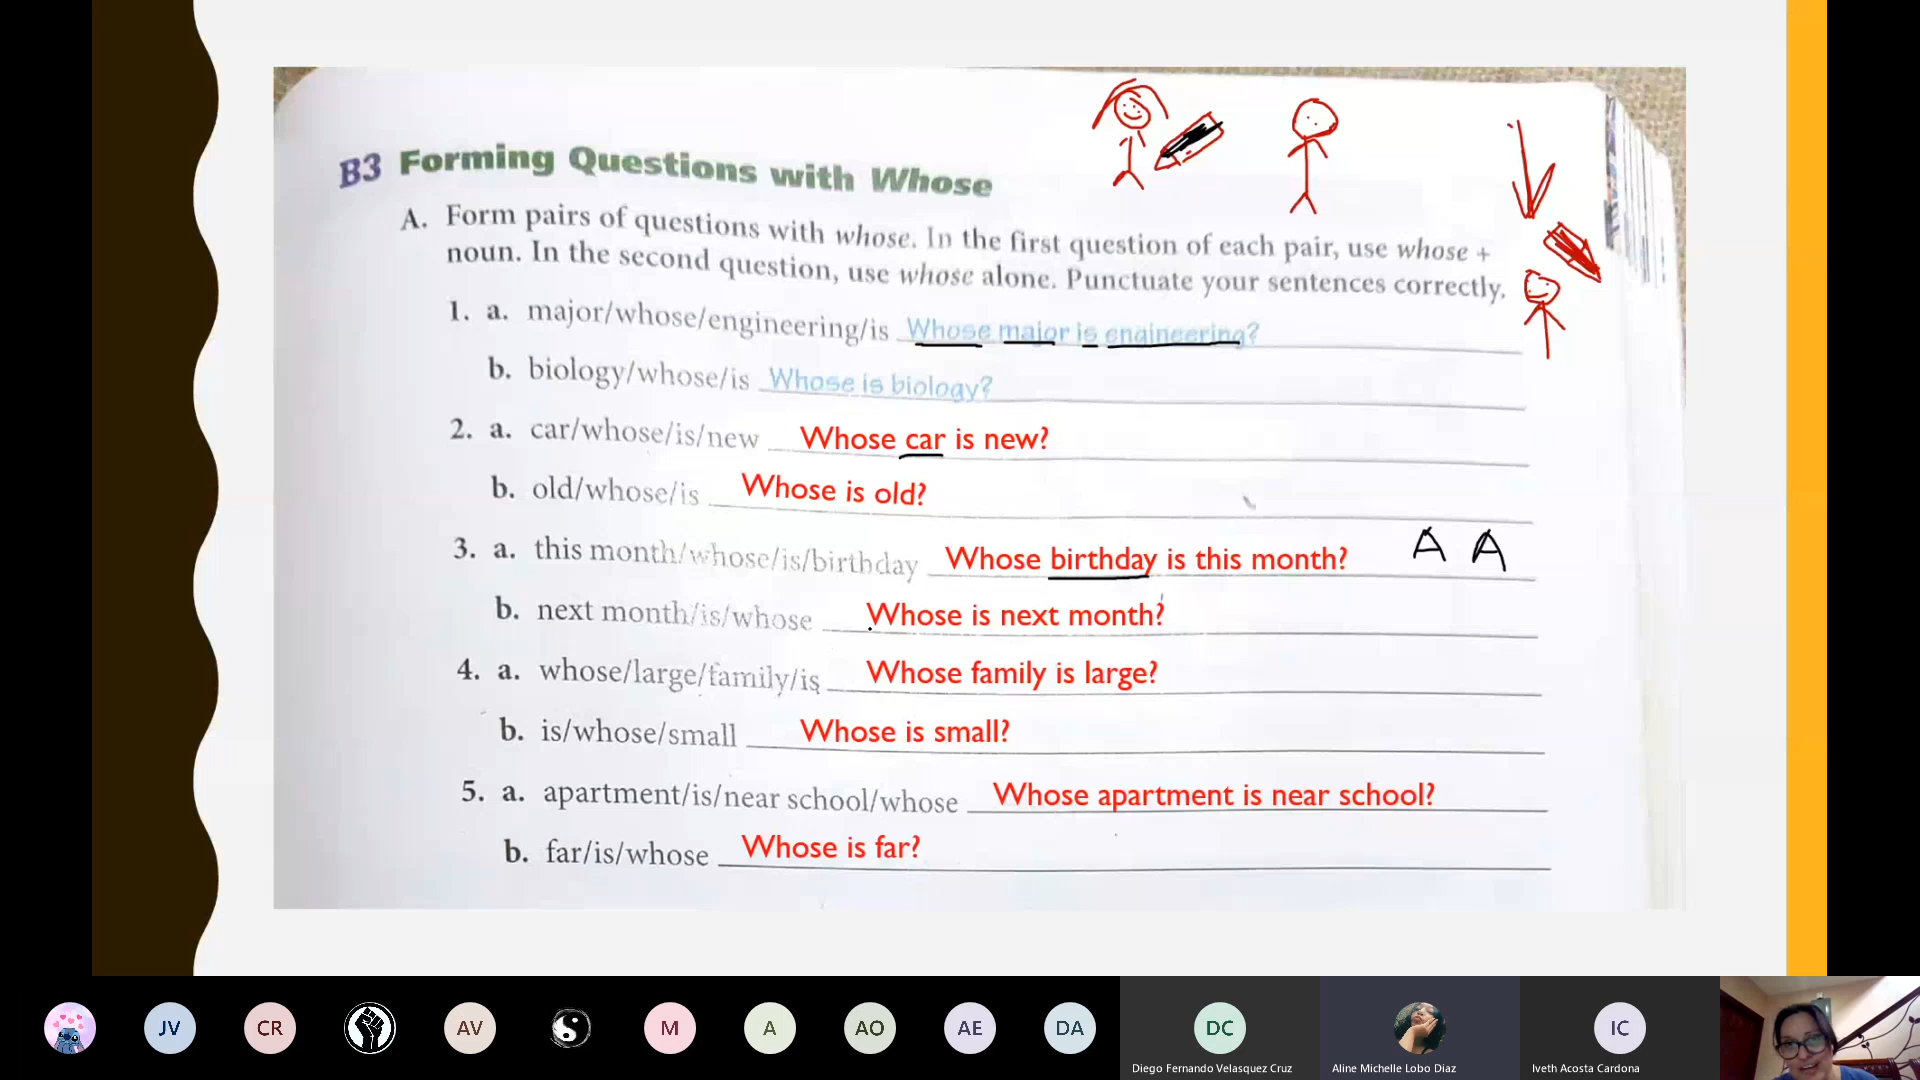 B3 Forming Questions with Whose
A. Form pairs of questions with whose. In the first question of each pair, use whose +
noun. In the second question, use whose alone. Punctuate your sentences correctly.
1. a. major/whose/engineering/is Whose major is engineering?
b. biology/whose/is Whose is biology?
2. a. car/whose/is/new Whose car is new?
b. old/whose/is Whose is old?
3. a. this month/whose/is/birthday Whose birthday is this month? A A
b. next month/is/whose Whose is next month?
4. a. whose/large/family/is Whose family is large?
b. is/whose/small Whose is small?
5. a. apartment/is/near school/whose Whose apartment is near school?
b. far/is/whose Whose is far?
JV CR AV M A AO AE DA DC IC
Diego Fernando Velasquez Cruz Aline Michelle Lobo Diaz Iveth Acosta Cardona